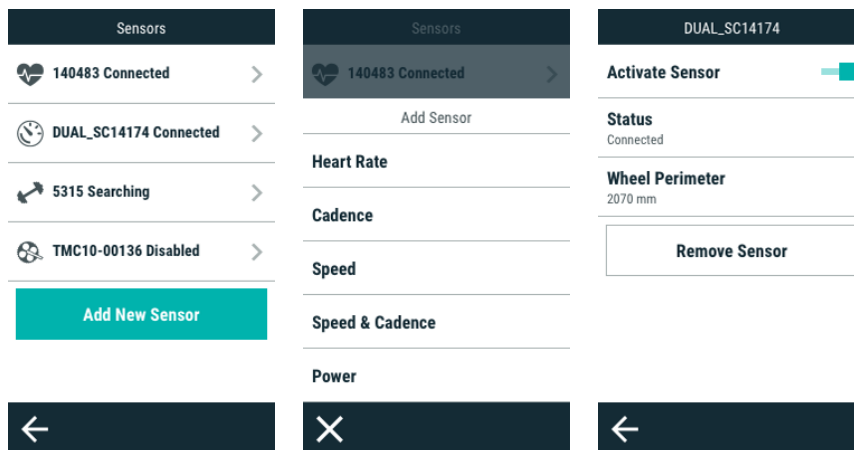 Sensors
140483 Connected
DUAL_SC14174 Connected
5315 Searching
TMC10-00136 Disabled
Add New Sensor
Sensors
140483 Connected
Add Sensor
Heart Rate
Cadence
Speed
Speed & Cadence
Power
DUAL_SC14174
Activate Sensor
Status
Connected
Wheel Perimeter
2070 mm
Remove Sensor